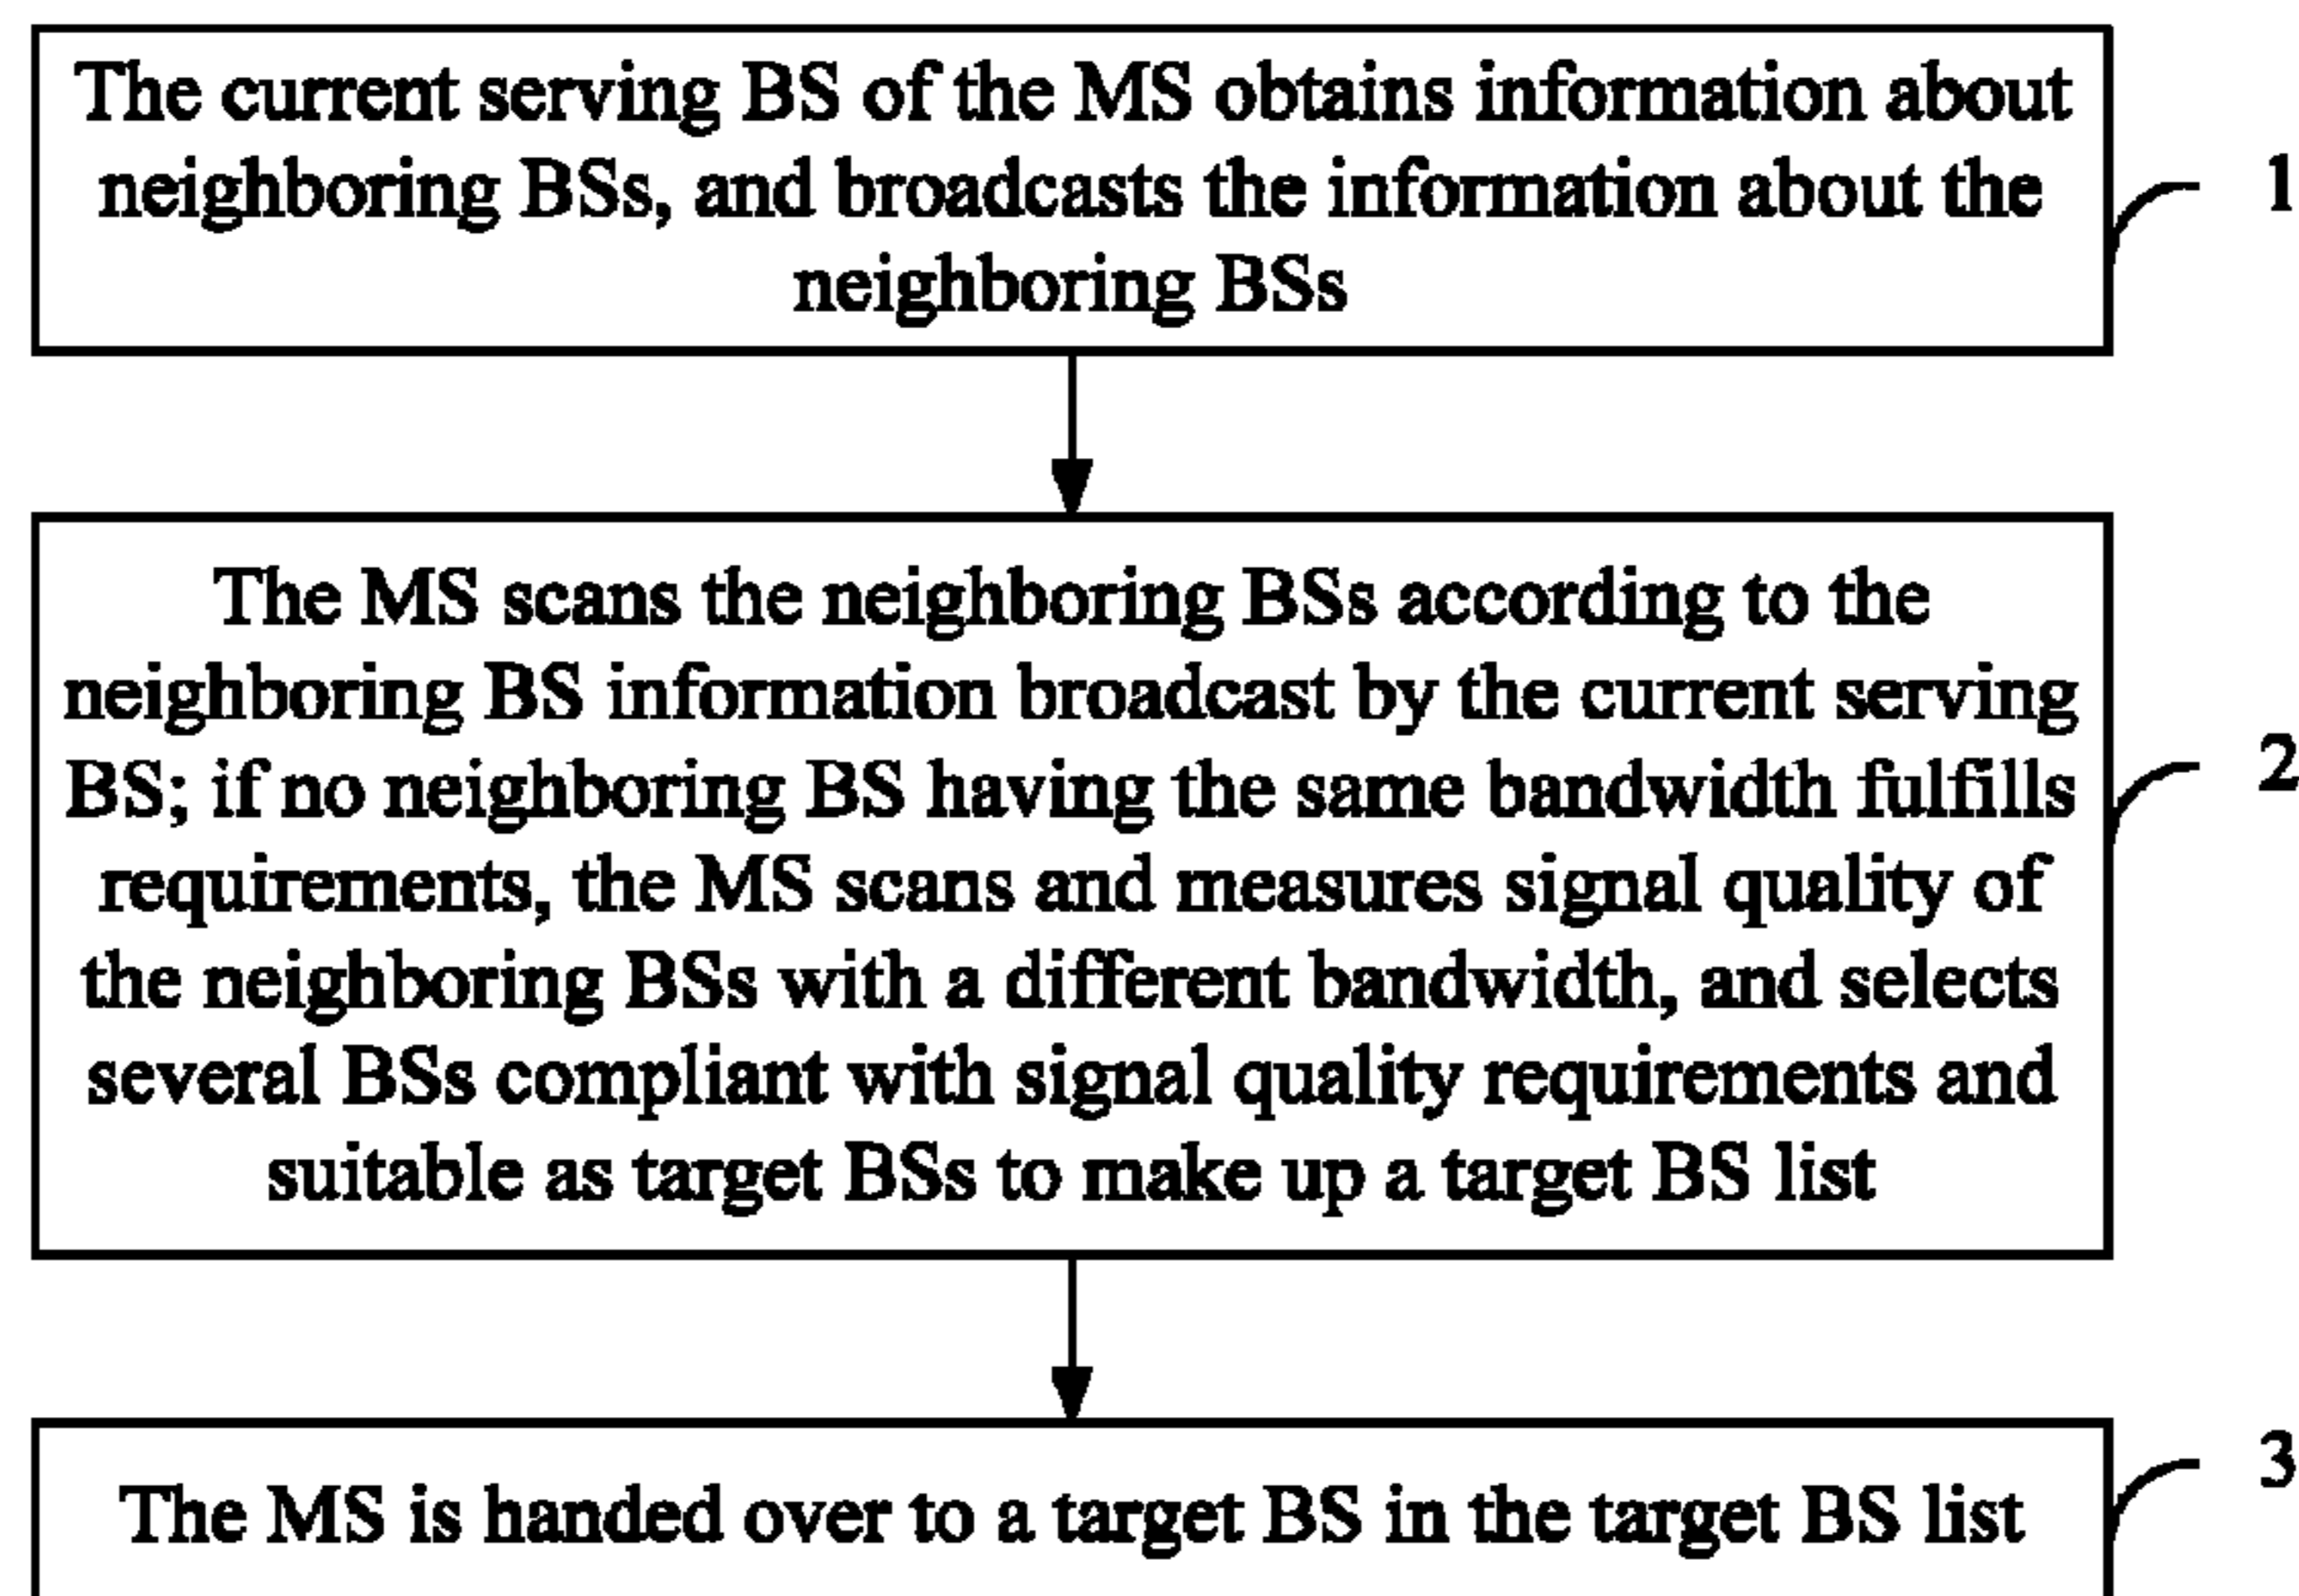 The current serving BS of the MS obtains information about
neighboring BSs, and broadcasts the information about the
neighboring BSs
1
The MS scans the neighboring BSs according to the
neighboring BS information broadcast by the current serving
BS; if no neighboring BS having the same bandwidth fulfills
requirements, the MS scans and measures signal quality of
the neighboring BSs with a different bandwidth, and selects
several BSs compliant with signal quality requirements and
suitable as target BSs to make up a target BS list
2
The MS is handed over to a target BS in the target BS list
3